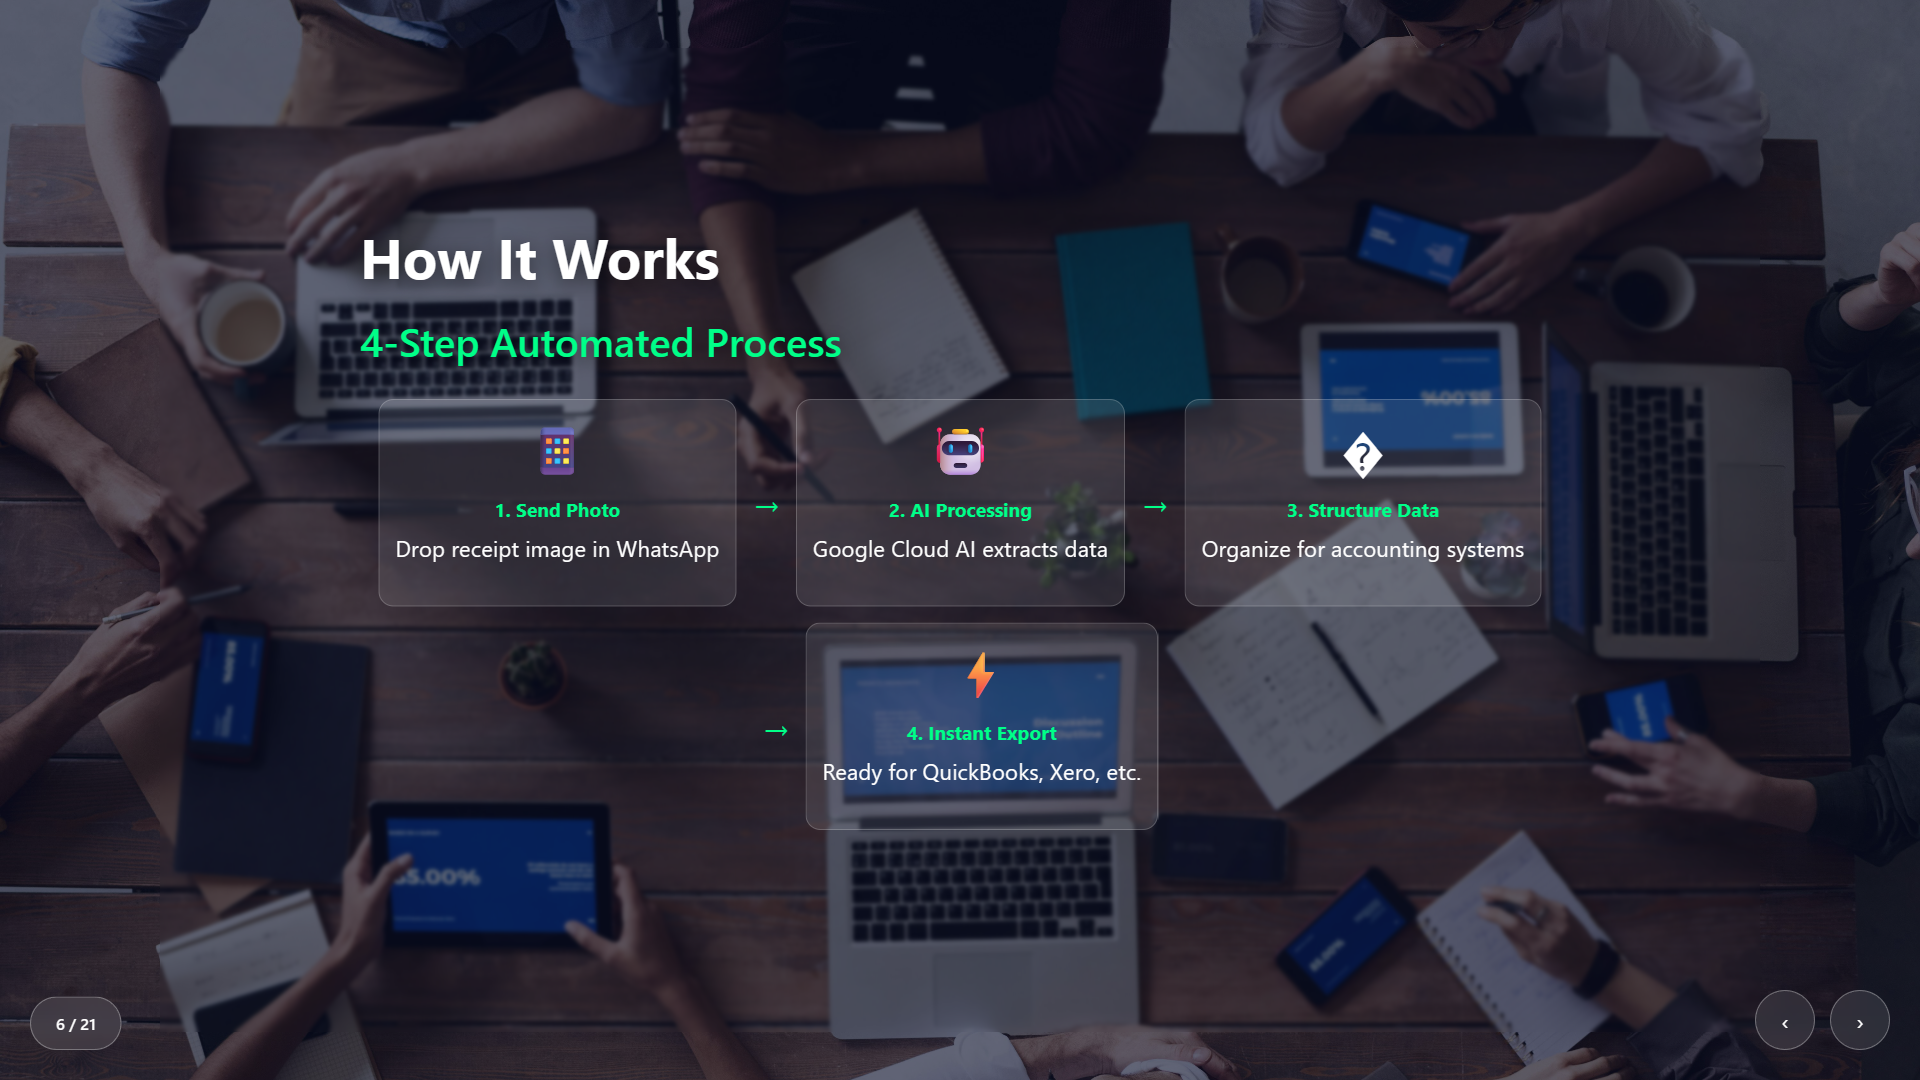 How It Works
4-Step Automated Process
1. Send Photo
Drop receipt image in WhatsApp
→
2. AI Processing
Google Cloud AI extracts data
→
�
3. Structure Data
Organize for accounting systems
→
4. Instant Export
Ready for QuickBooks, Xero, etc.
85.00%
6 / 21
‹
›